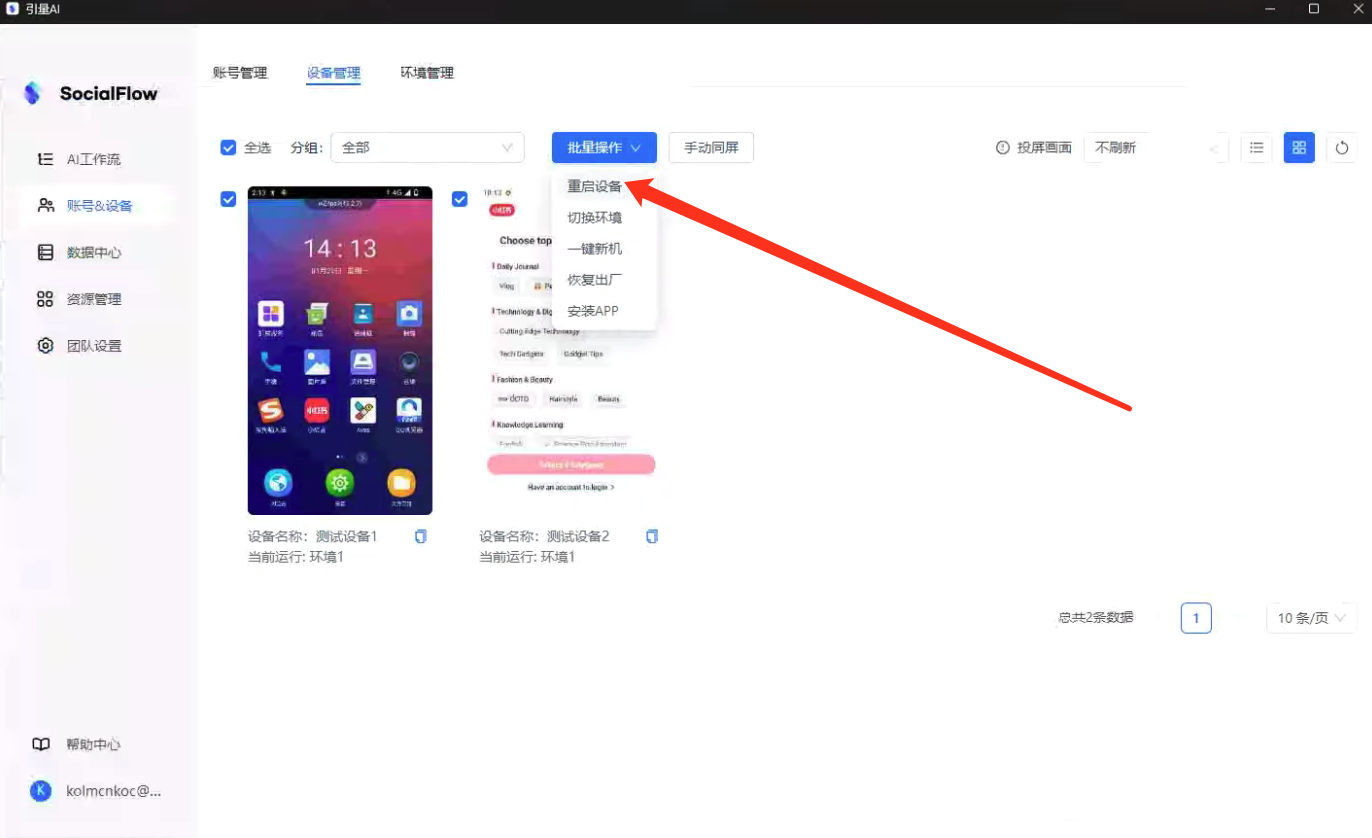 引量AI
SocialFlow
AI工作流
账号&设备
数据中心
资源管理
团队设置
帮助中心
K
kolmcnkoc@...
账号管理
设备管理
环境管理
全选
分组:
全部
批量操作
手动同屏
投屏画面
不刷新
重启设备
切换环境
一键新机
恢复出厂
安装APP
14:13
Choose top
Daily Journal
Vlog
Technology & Dig
Cutting Edge Technology
Tech Gadgets
Gadget Tips
Fashion & Beauty
Hairstyle
Beauty
Knowledge Learning
English
Have an account to login >
设备名称: 测试设备1
当前运行: 环境1
设备名称: 测试设备2
当前运行: 环境1
总共2条数据
1
10 条/页